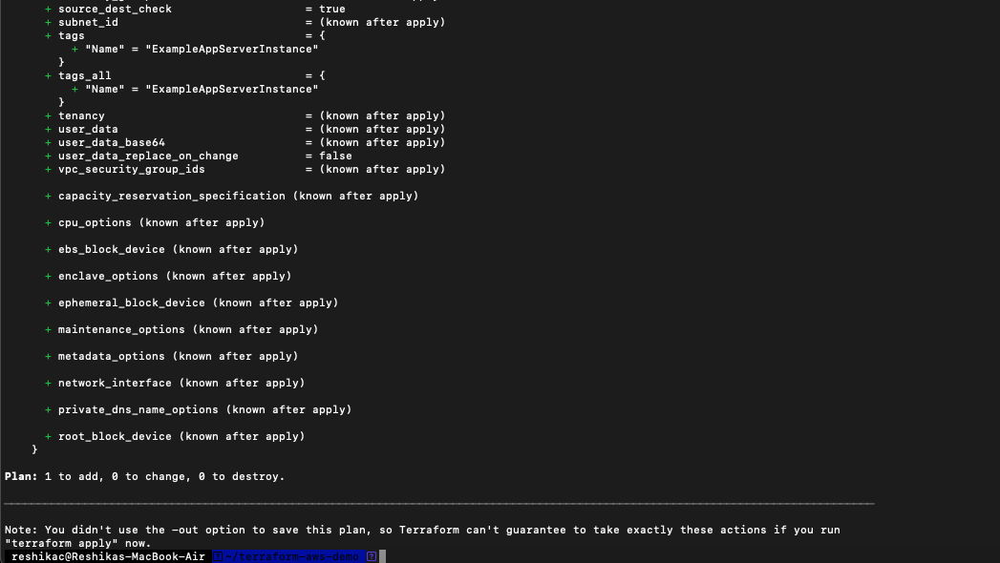 + source_dest_check = true
+ subnet_id = (known after apply)
+ tags = {
+ "Name" = "ExampleAppServerInstance"
}
+ tags_all = {
+ "Name" = "ExampleAppServerInstance"
}
+ tenancy = (known after apply)
+ user_data = (known after apply)
+ user_data_base64 = (known after apply)
+ user_data_replace_on_change = false
+ vpc_security_group_ids = (known after apply)
+ capacity_reservation_specification (known after apply)
+ cpu_options (known after apply)
+ ebs_block_device (known after apply)
+ enclave_options (known after apply)
+ ephemeral_block_device (known after apply)
+ maintenance_options (known after apply)
+ metadata_options (known after apply)
+ network_interface (known after apply)
+ private_dns_name_options (known after apply)
+ root_block_device (known after apply)
}
Plan: 1 to add, 0 to change, 0 to destroy.
Note: You didn't use the -out option to save this plan, so Terraform can't guarantee to take exactly these actions if you run
"terraform apply" now.
reshikac@Reshikas-MacBook-Air ? ~/terraform-aws-demo ?